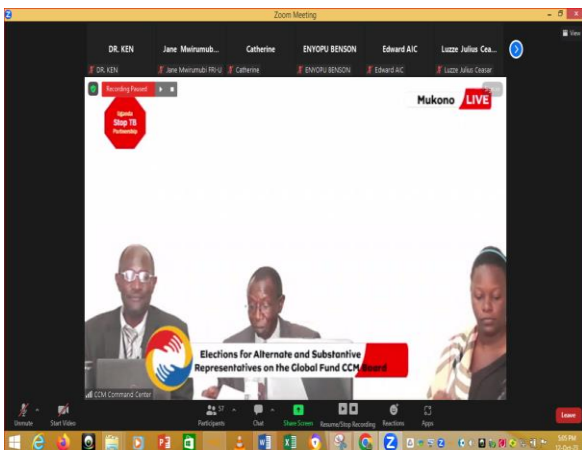 Zoom Meeting
View
DR. KEN
Jane Mwirumub...
Catherine
ENYOPU BENSON
Edward AIC
Luzze Julius Cea...
DR. KEN
Jane Mwirumubi FRI-U
Catherine
ENYOPU BENSON
Edward AIC
Luzze Julius Ceasar
Recording Paused
Mukono LIVE
Uganda
Stop TB
Partnership
Elections for Alternate and Substantive
Representatives on the Global Fund CCM Board
CCM Command Center
57
Unmute
Start Video
Participants
Chat
Share Screen
Resume/Stop Recording
Reactions
Apps
Leave
5:05 PM